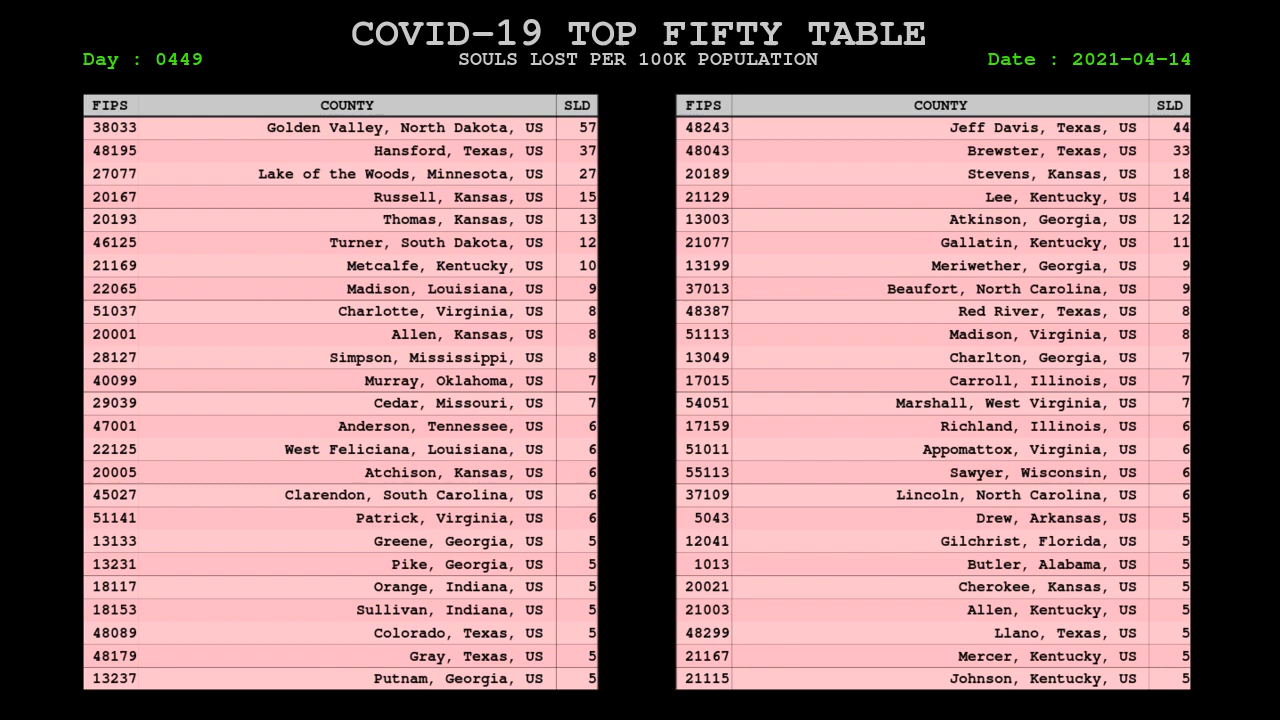 COVID-19 TOP FIFTY TABLE
Day : 0449 SOULS LOST PER 100K POPULATION Date : 2021-04-14
FIPS COUNTY SLD
38033 Golden Valley, North Dakota, US 57
48195 Hansford, Texas, US 37
27077 Lake of the Woods, Minnesota, US 27
20167 Russell, Kansas, US 15
20193 Thomas, Kansas, US 13
46125 Turner, South Dakota, US 12
21169 Metcalfe, Kentucky, US 10
22065 Madison, Louisiana, US 9
51037 Charlotte, Virginia, US 8
20001 Allen, Kansas, US 8
28127 Simpson, Mississippi, US 8
40099 Murray, Oklahoma, US 7
29039 Cedar, Missouri, US 7
47001 Anderson, Tennessee, US 6
22125 West Feliciana, Louisiana, US 6
20005 Atchison, Kansas, US 6
45027 Clarendon, South Carolina, US 6
51141 Patrick, Virginia, US 6
13133 Greene, Georgia, US 5
13231 Pike, Georgia, US 5
18117 Orange, Indiana, US 5
18153 Sullivan, Indiana, US 5
48089 Colorado, Texas, US 5
48179 Gray, Texas, US 5
13237 Putnam, Georgia, US 5
FIPS COUNTY SLD
48243 Jeff Davis, Texas, US 44
48043 Brewster, Texas, US 33
20189 Stevens, Kansas, US 18
21129 Lee, Kentucky, US 14
13003 Atkinson, Georgia, US 12
21077 Gallatin, Kentucky, US 11
13199 Meriwether, Georgia, US 9
37013 Beaufort, North Carolina, US 9
48387 Red River, Texas, US 8
51113 Madison, Virginia, US 8
13049 Charlton, Georgia, US 7
17015 Carroll, Illinois, US 7
54051 Marshall, West Virginia, US 7
17159 Richland, Illinois, US 6
51011 Appomattox, Virginia, US 6
55113 Sawyer, Wisconsin, US 6
37109 Lincoln, North Carolina, US 6
5043 Drew, Arkansas, US 5
12041 Gilchrist, Florida, US 5
1013 Butler, Alabama, US 5
20021 Cherokee, Kansas, US 5
21003 Allen, Kentucky, US 5
48299 Llano, Texas, US 5
21167 Mercer, Kentucky, US 5
21115 Johnson, Kentucky, US 5